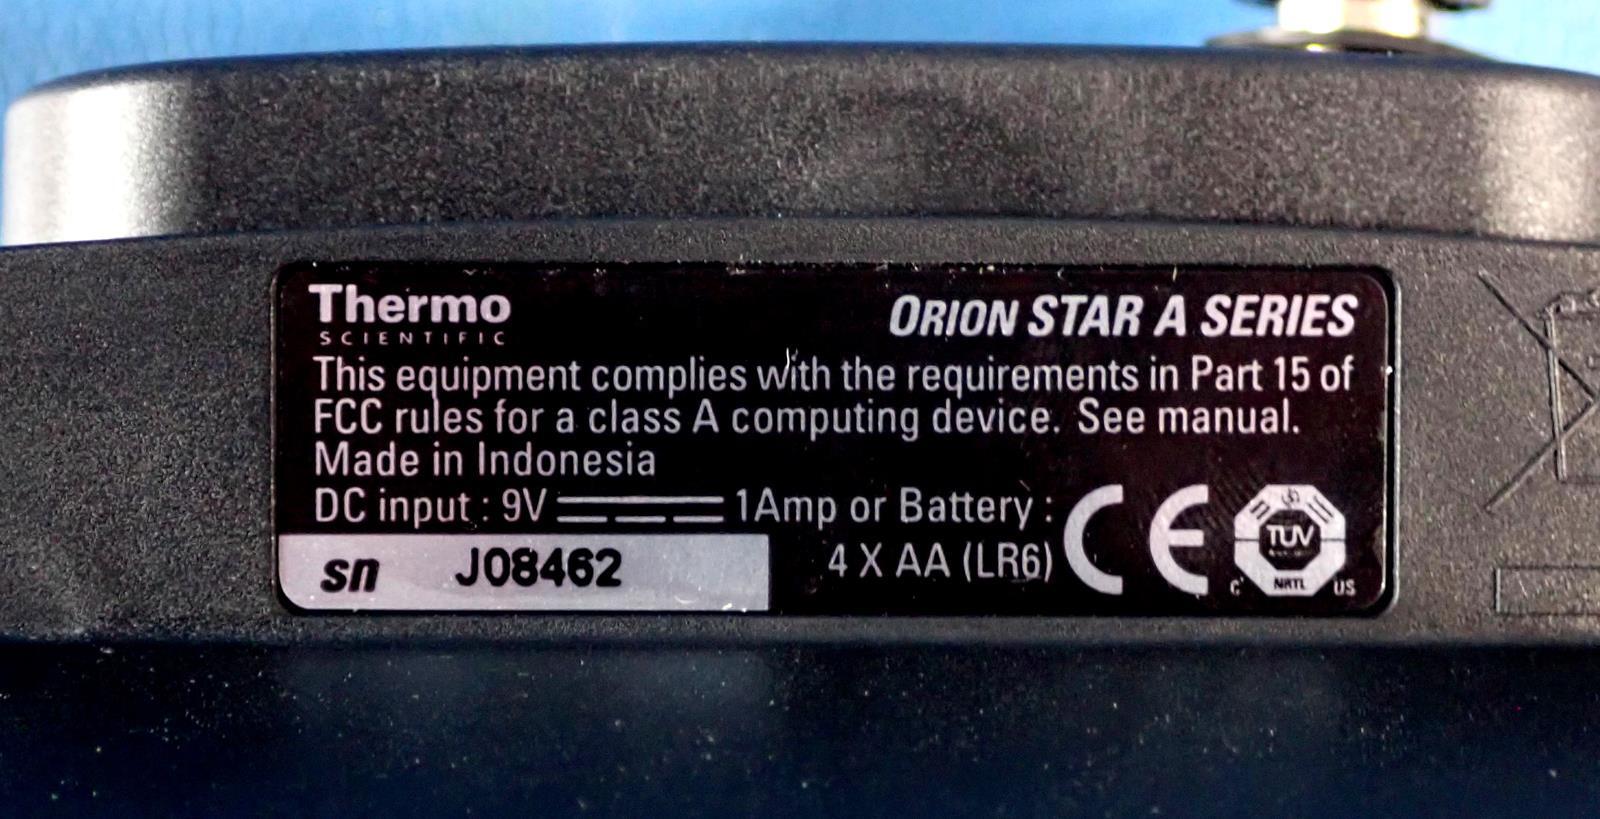 Thermo
SCIENTIFIC
ORION STAR A SERIES
This equipment complies with the requirements in Part 15 of
FCC rules for a class A computing device. See manual.
Made in Indonesia
DC input : 9V 1Amp or Battery :
4 X AA (LR6)
sn J08462
CE
TUV
NRTL
C US